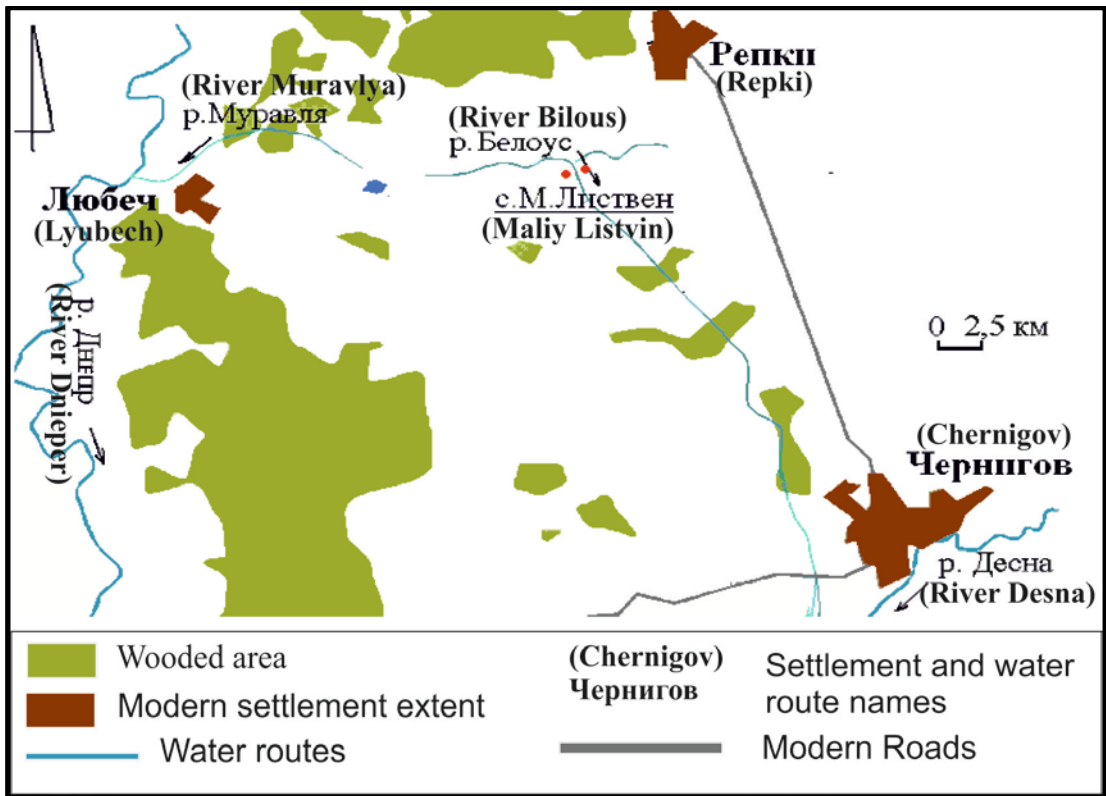 Репки
(Repki)
(River Muravlya)
р.Муравля
(River Bilous)
р.Белоус
Любеч
(Lyubech)
с.М.Листвен
(Maliy Listvin)
р. Днепр
(River Dnieper)
0 2,5 км
(Chernigov)
Чернигов
р. Десна
(River Desna)
Wooded area
Modern settlement extent
Water routes
(Chernigov)
Чернигов
Settlement and water
route names
Modern Roads